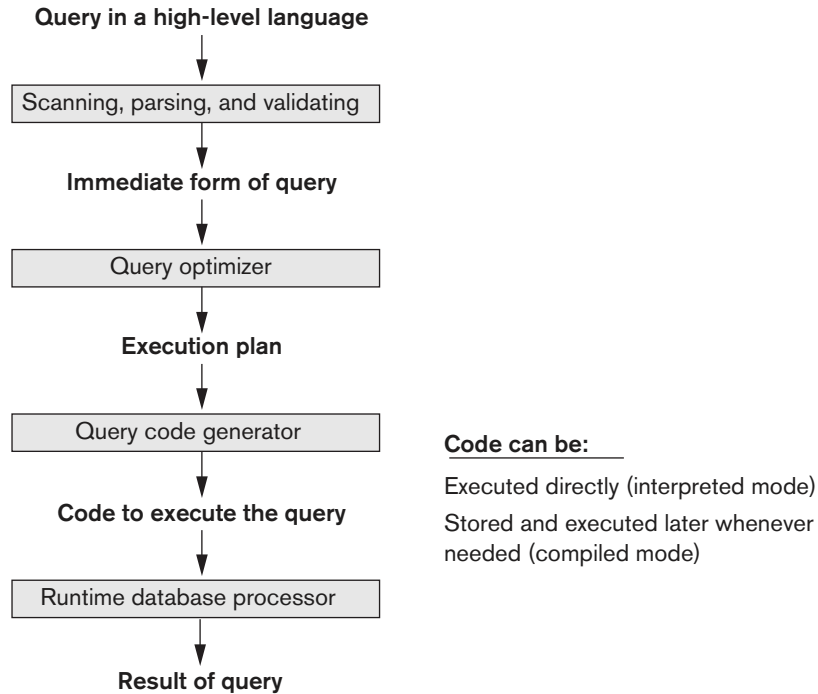 Query in a high-level language
Scanning, parsing, and validating
Immediate form of query
Query optimizer
Execution plan
Query code generator
Code to execute the query
Runtime database processor
Result of query
Code can be:
Executed directly (interpreted mode)
Stored and executed later whenever
needed (compiled mode)